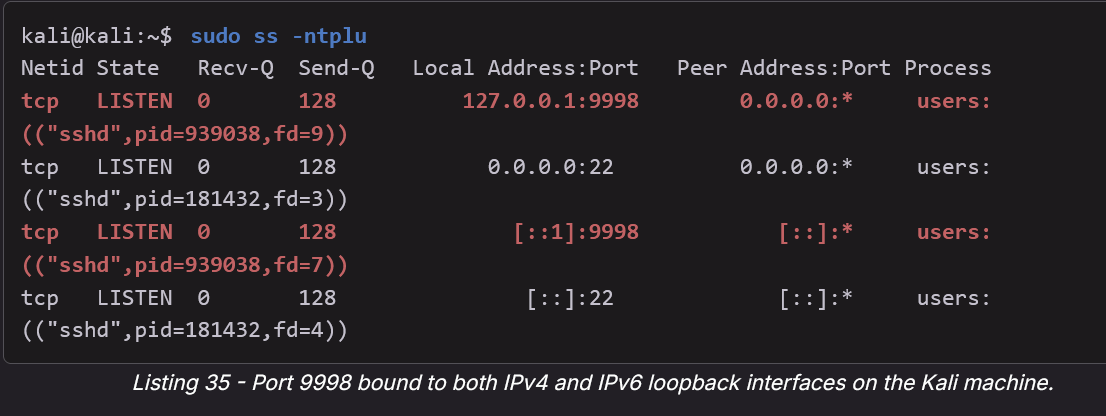 kali@kali:~$ sudo ss -ntplu
Netid State   Recv-Q  Send-Q   Local Address:Port   Peer Address:Port Process
tcp   LISTEN  0       128          127.0.0.1:9998        0.0.0.0:*     users:
(("sshd",pid=939038,fd=9))
tcp   LISTEN  0       128            0.0.0.0:22          0.0.0.0:*     users:
(("sshd",pid=181432,fd=3))
tcp   LISTEN  0       128              [::1]:9998           [::]:*     users:
(("sshd",pid=939038,fd=7))
tcp   LISTEN  0       128               [::]:22             [::]:*     users:
(("sshd",pid=181432,fd=4))
Listing 35 - Port 9998 bound to both IPv4 and IPv6 loopback interfaces on the Kali machine.